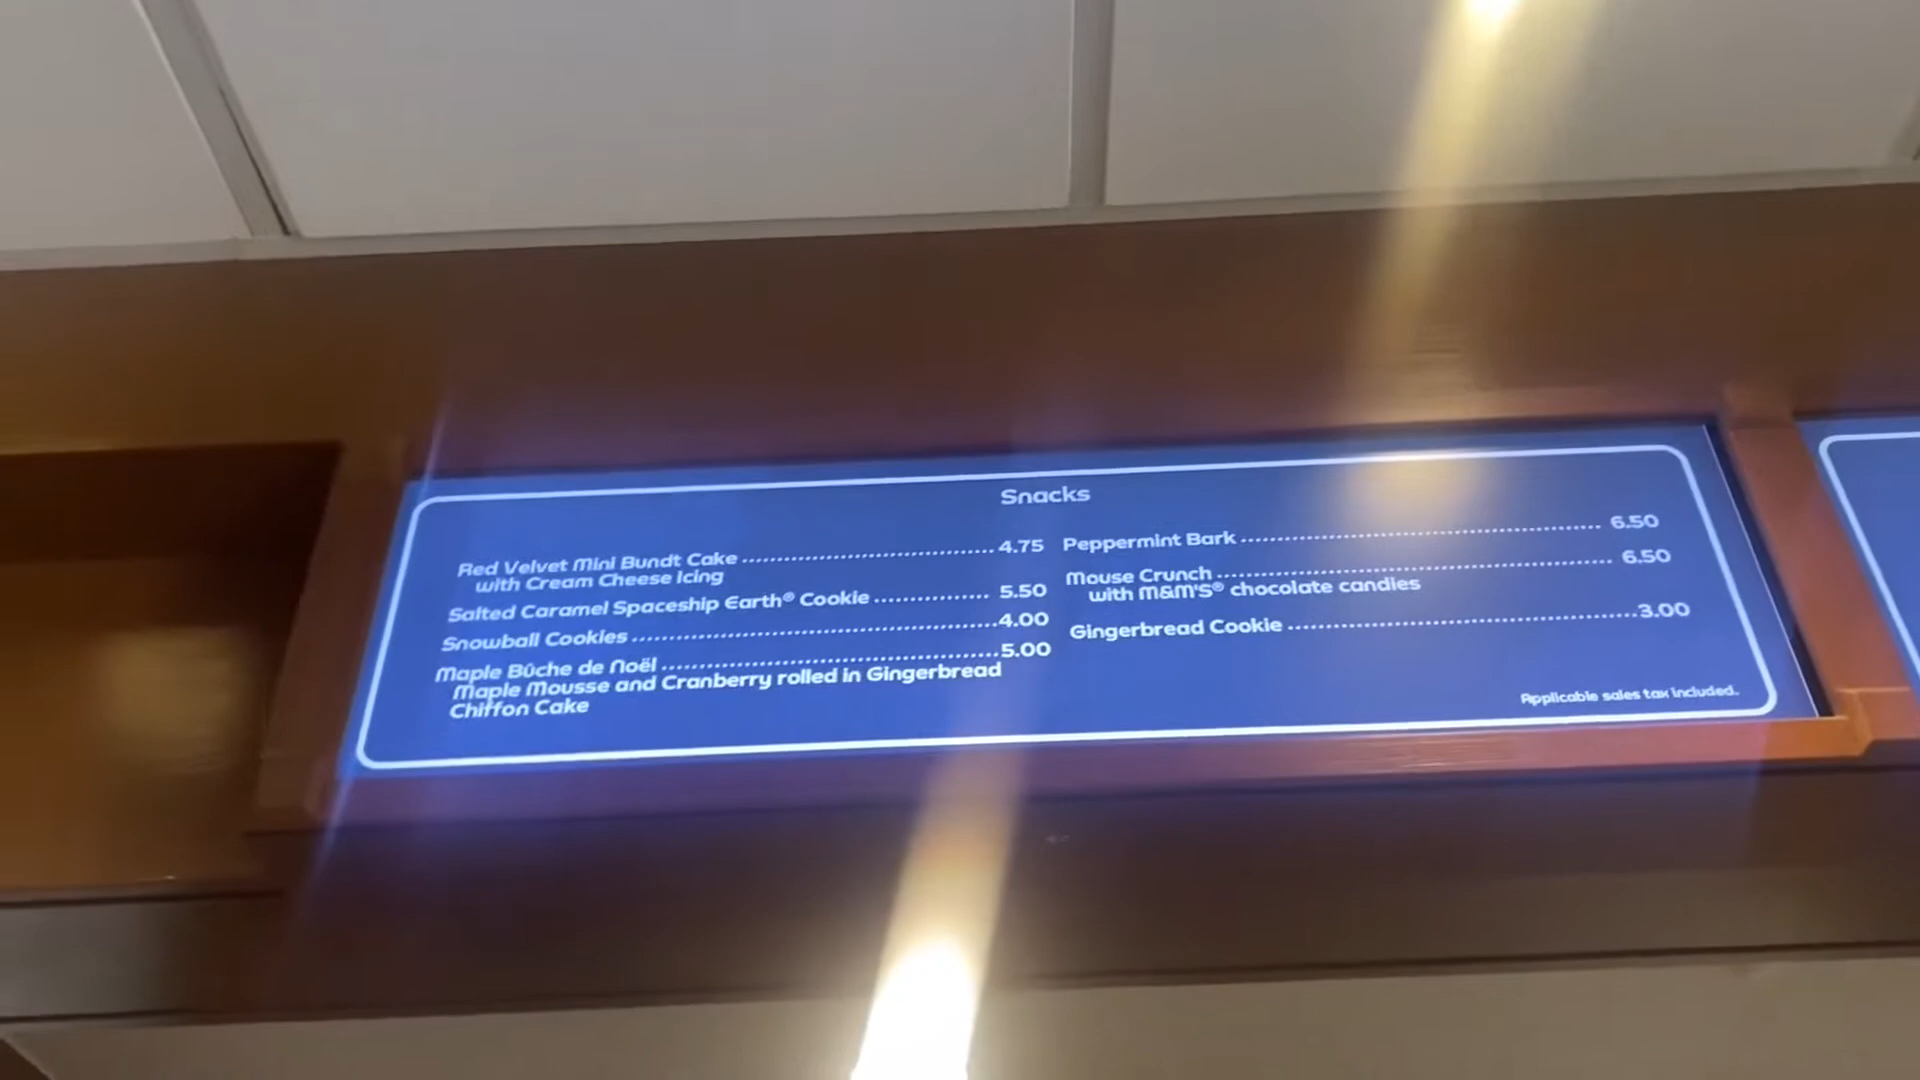 Snacks
Red Velvet Mini Bundt Cake .......... 4.75
with Cream Cheese Icing
Salted Caramel Spaceship Earth® Cookie .......... 5.50
Snowball Cookies .......... 4.00
Maple Bûche de Noël .......... 5.00
Maple Mousse and Cranberry rolled in Gingerbread
Chiffon Cake
Peppermint Bark .......... 6.50
Mouse Crunch .......... 6.50
with M&M'S® chocolate candies
Gingerbread Cookie .......... 3.00
Applicable sales tax included.